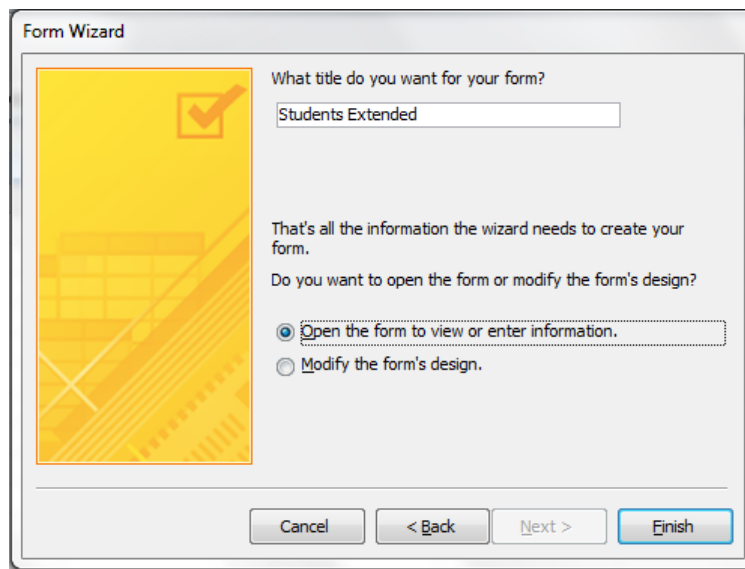 Form Wizard
What title do you want for your form?
Students Extended
That's all the information the wizard needs to create your
form.
Do you want to open the form or modify the form's design?
Open the form to view or enter information.
Modify the form's design.
Cancel
< Back
Next >
Finish